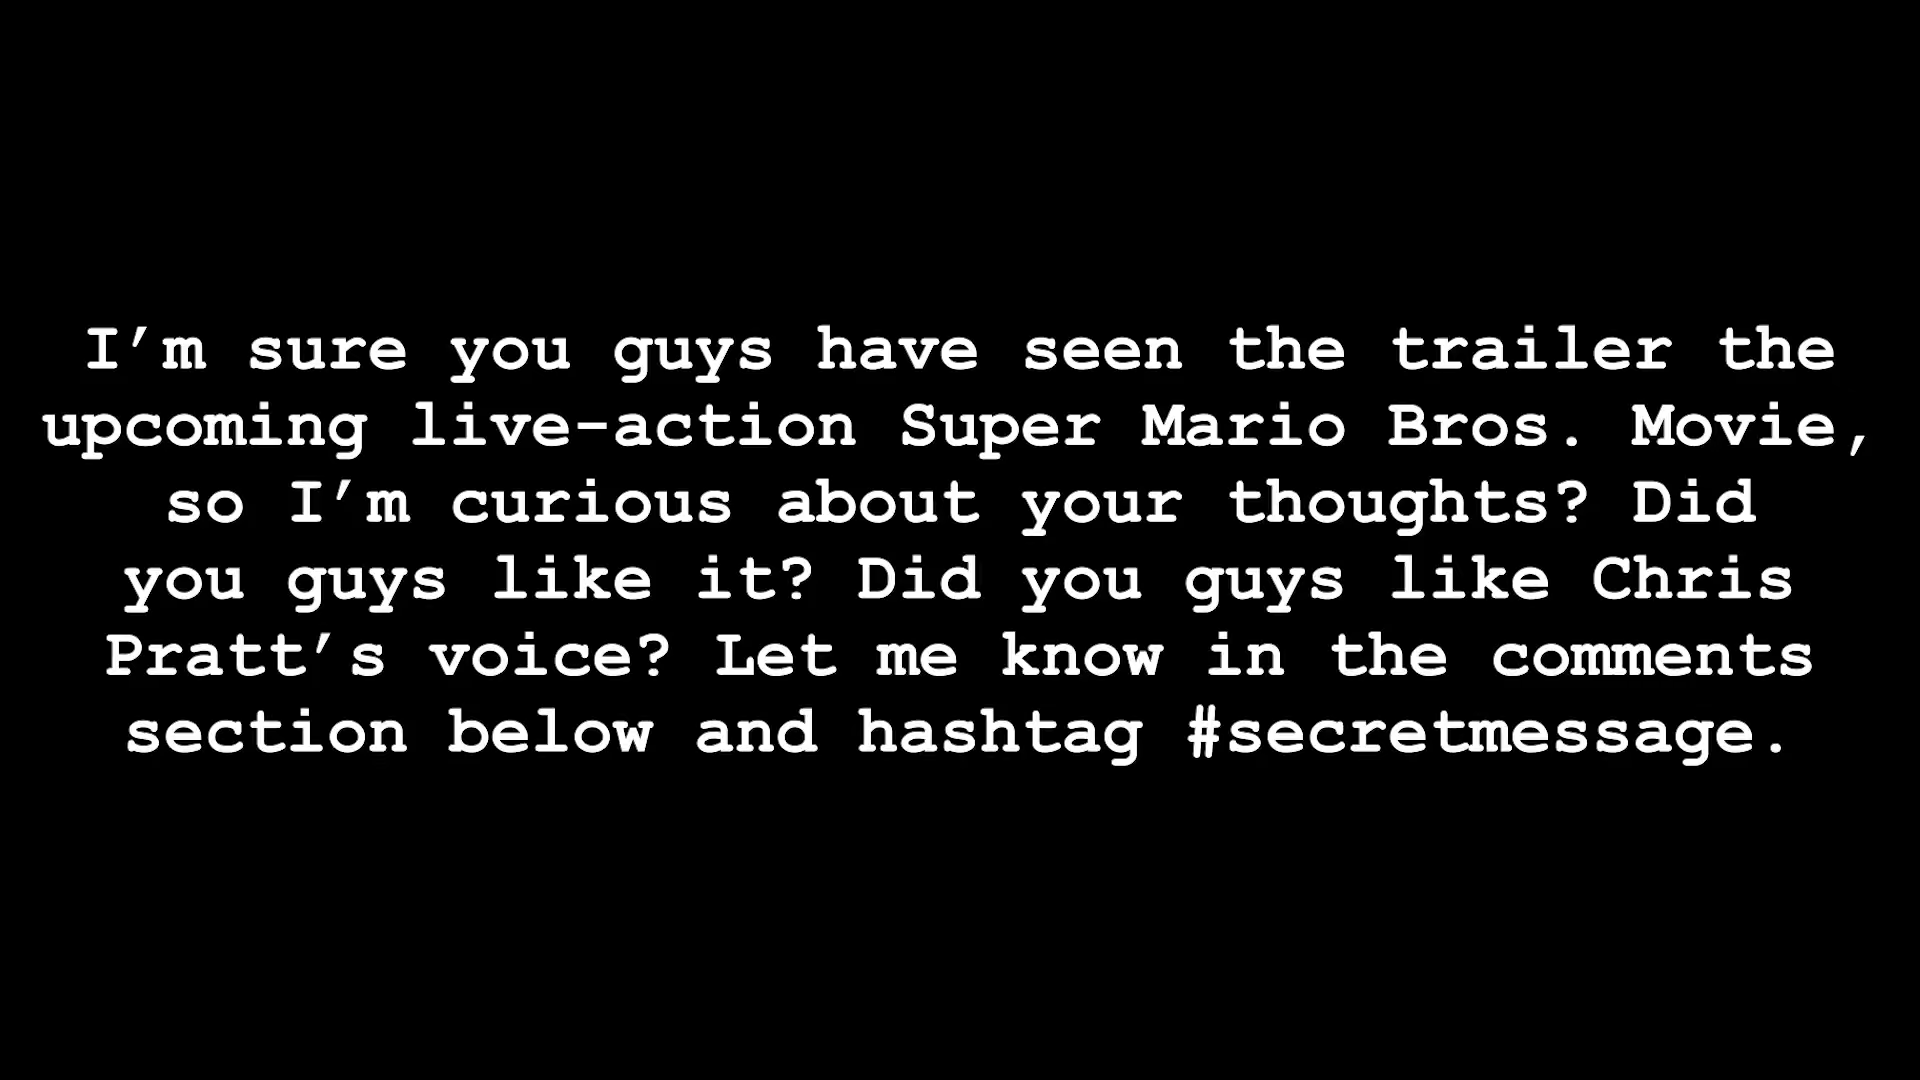 I’m sure you guys have seen the trailer the
upcoming live-action Super Mario Bros. Movie,
so I’m curious about your thoughts? Did
you guys like it? Did you guys like Chris
Pratt’s voice? Let me know in the comments
section below and hashtag #secretmessage.